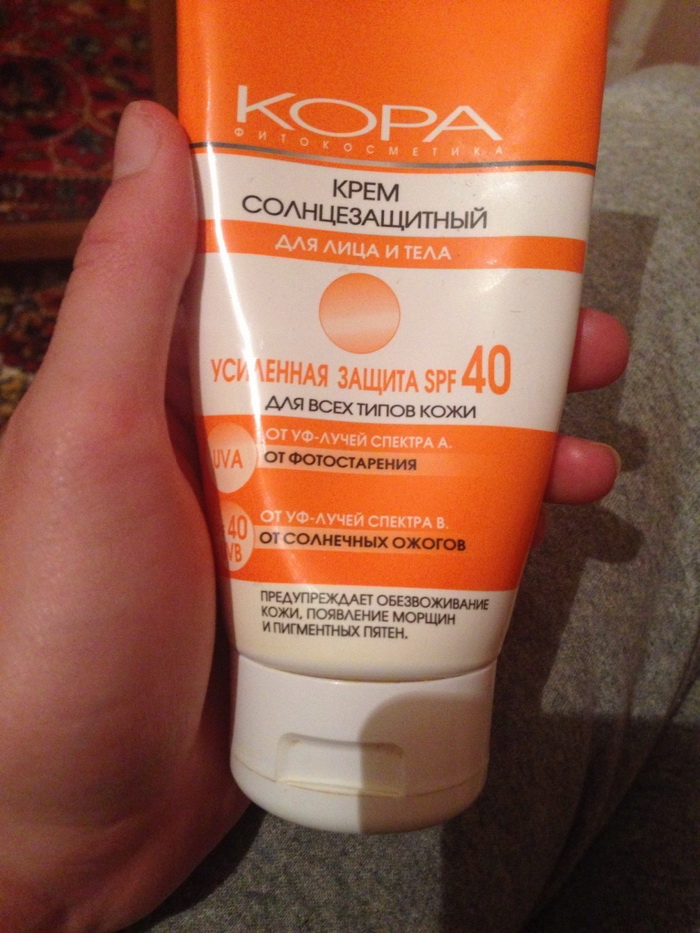 КОРА
ФИТОКОСМЕТИКА
КРЕМ
СОЛНЦЕЗАЩИТНЫЙ
ДЛЯ ЛИЦА И ТЕЛА
УСИЛЕННАЯ ЗАЩИТА SPF 40
ДЛЯ ВСЕХ ТИПОВ КОЖИ
UVA
ОТ УФ-ЛУЧЕЙ СПЕКТРА А.
ОТ ФОТОСТАРЕНИЯ
40
ОТ УФ-ЛУЧЕЙ СПЕКТРА В.
ОТ СОЛНЕЧНЫХ ОЖОГОВ
ПРЕДУПРЕЖДАЕТ ОБЕЗВОЖИВАНИЕ
КОЖИ, ПОЯВЛЕНИЕ МОРЩИН
И ПИГМЕНТНЫХ ПЯТЕН.